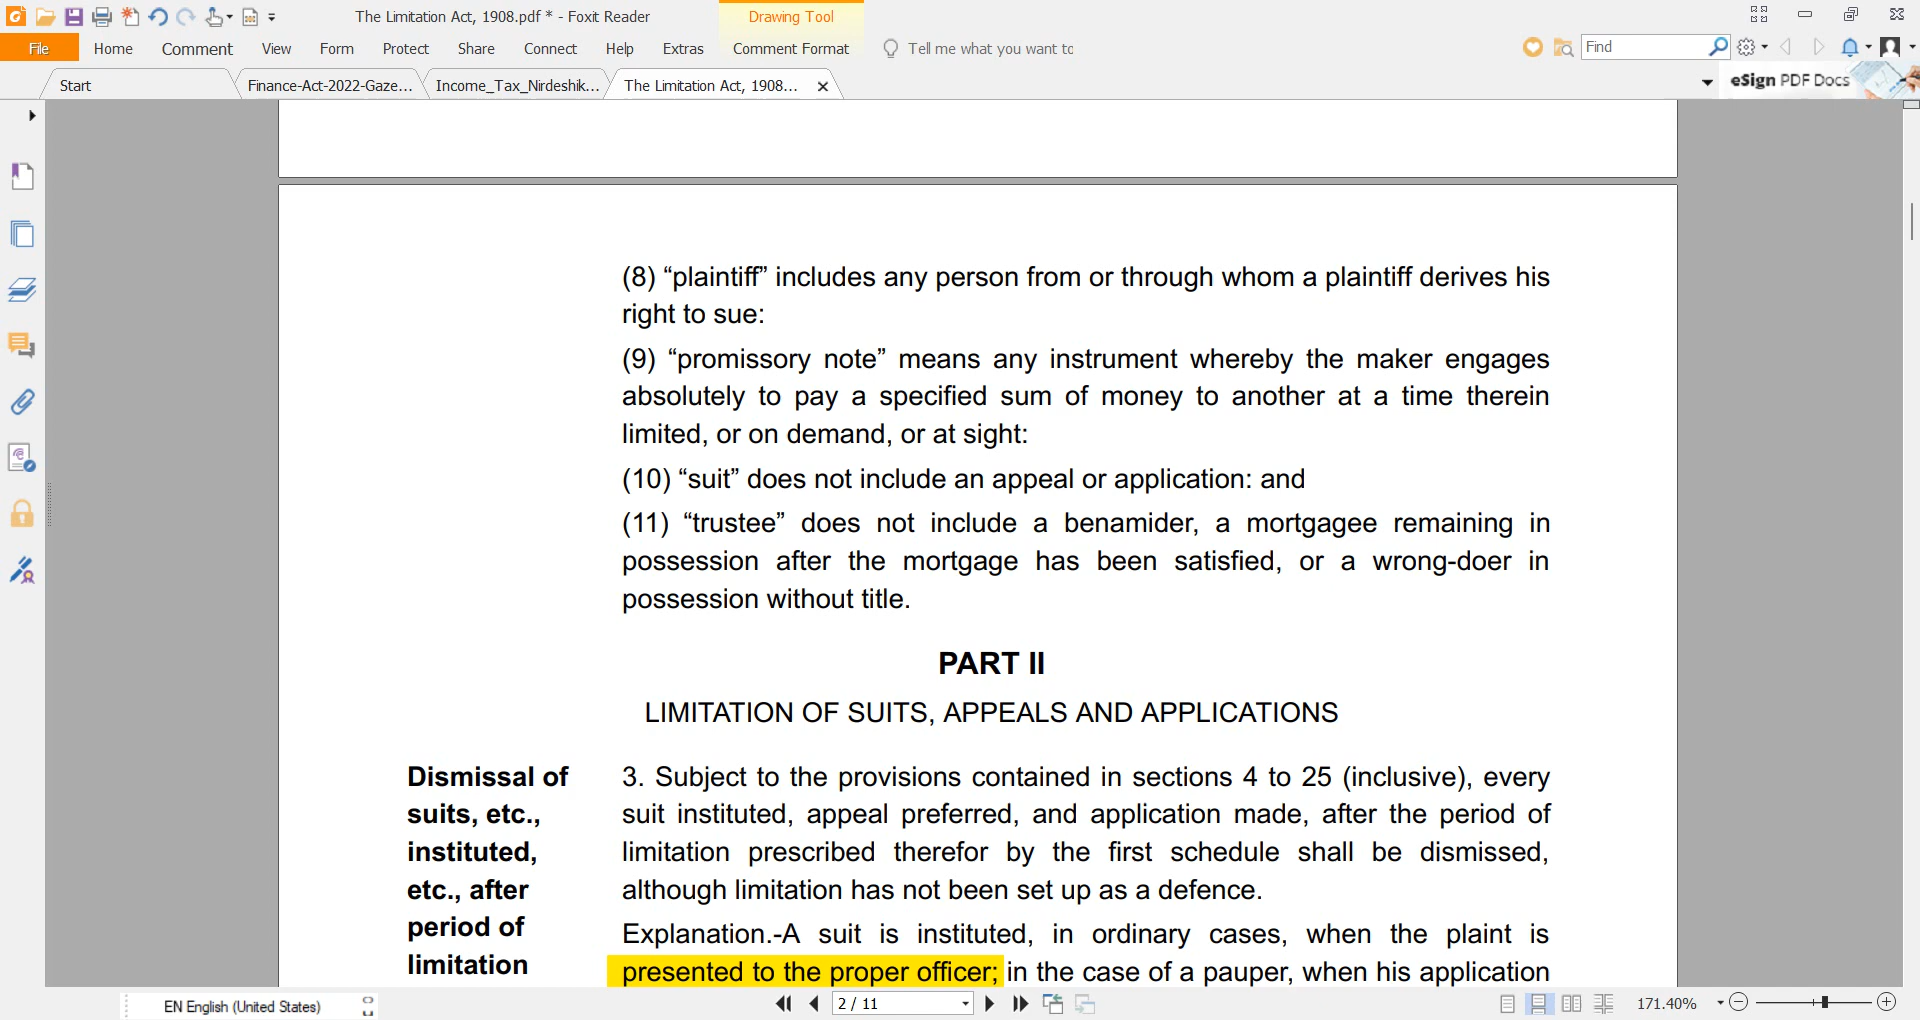 The Limitation Act, 1908.pdf * - Foxit Reader
Drawing Tool
File
Home
Comment
View
Form
Protect
Share
Connect
Help
Extras
Comment Format
Tell me what you want to
Find
Start
Finance-Act-2022-Gaze...
Income_Tax_Nirdeshik...
The Limitation Act, 1908...
eSign PDF Docs
(8) “plaintiff” includes any person from or through whom a plaintiff derives his
right to sue:
(9) “promissory note” means any instrument whereby the maker engages
absolutely to pay a specified sum of money to another at a time therein
limited, or on demand, or at sight:
(10) “suit” does not include an appeal or application: and
(11) “trustee” does not include a benamider, a mortgagee remaining in
possession after the mortgage has been satisfied, or a wrong-doer in
possession without title.
PART II
LIMITATION OF SUITS, APPEALS AND APPLICATIONS
Dismissal of
suits, etc.,
instituted,
etc., after
period of
limitation
3. Subject to the provisions contained in sections 4 to 25 (inclusive), every
suit instituted, appeal preferred, and application made, after the period of
limitation prescribed therefor by the first schedule shall be dismissed,
although limitation has not been set up as a defence.
Explanation.-A suit is instituted, in ordinary cases, when the plaint is
presented to the proper officer; in the case of a pauper, when his application
EN English (United States)
2 / 11
171.40%